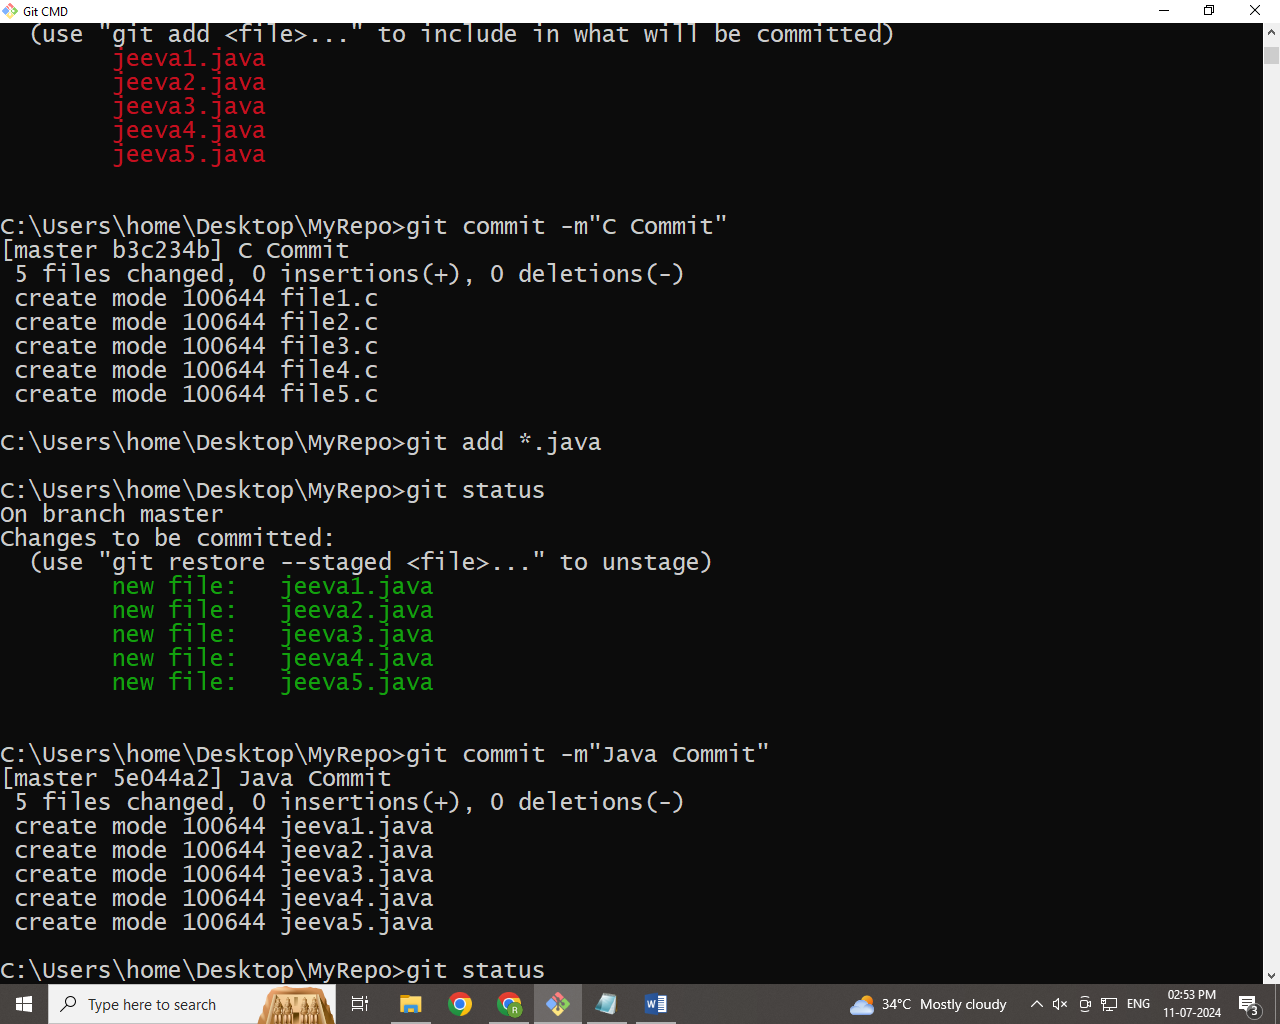 Git CMD
(use "git add <file>..." to include in what will be committed)
jeeva1.java
jeeva2.java
jeeva3.java
jeeva4.java
jeeva5.java
C:\Users\home\Desktop\MyRepo>git commit -m"C Commit"
[master b3c234b] C Commit
5 files changed, 0 insertions(+), 0 deletions(-)
create mode 100644 file1.c
create mode 100644 file2.c
create mode 100644 file3.c
create mode 100644 file4.c
create mode 100644 file5.c
C:\Users\home\Desktop\MyRepo>git add *.java
C:\Users\home\Desktop\MyRepo>git status
On branch master
Changes to be committed:
(use "git restore --staged <file>..." to unstage)
new file:   jeeva1.java
new file:   jeeva2.java
new file:   jeeva3.java
new file:   jeeva4.java
new file:   jeeva5.java
C:\Users\home\Desktop\MyRepo>git commit -m"Java Commit"
[master 5e044a2] Java Commit
5 files changed, 0 insertions(+), 0 deletions(-)
create mode 100644 jeeva1.java
create mode 100644 jeeva2.java
create mode 100644 jeeva3.java
create mode 100644 jeeva4.java
create mode 100644 jeeva5.java
C:\Users\home\Desktop\MyRepo>git status
Type here to search
R
W
34°C Mostly cloudy
ENG
02:53 PM
11-07-2024
3